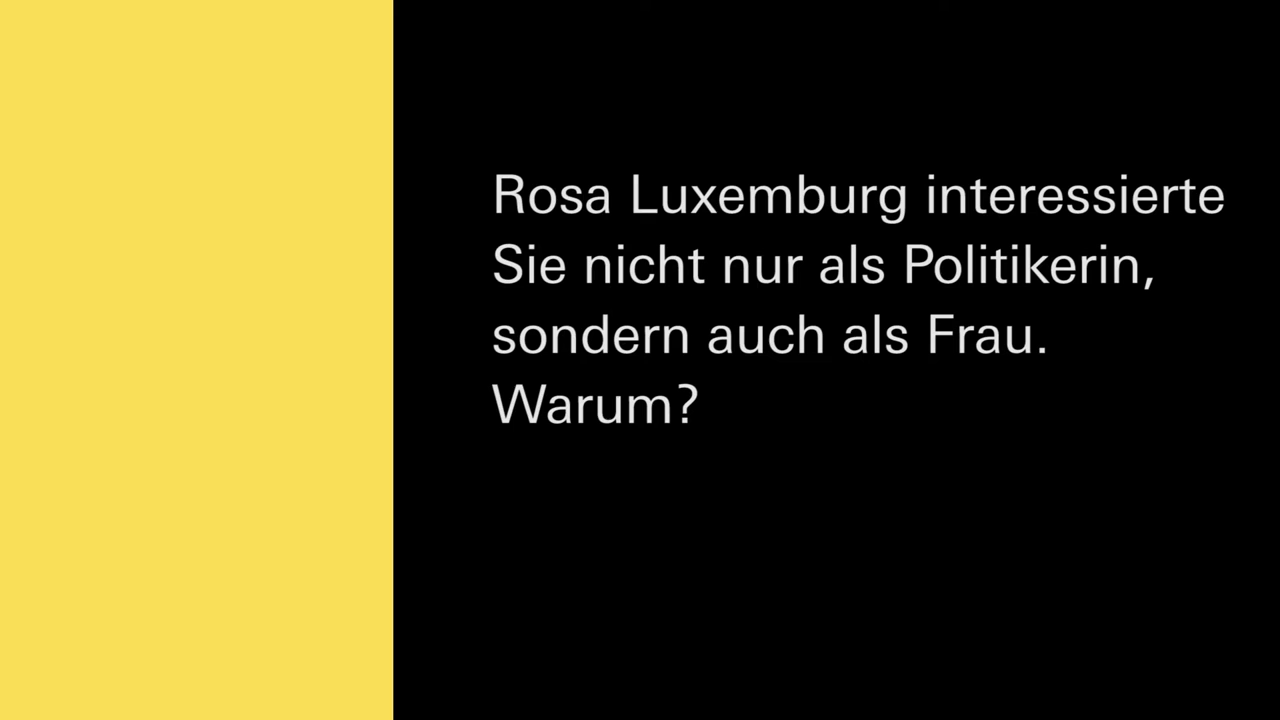 Rosa Luxemburg interessierte
Sie nicht nur als Politikerin,
sondern auch als Frau.
Warum?